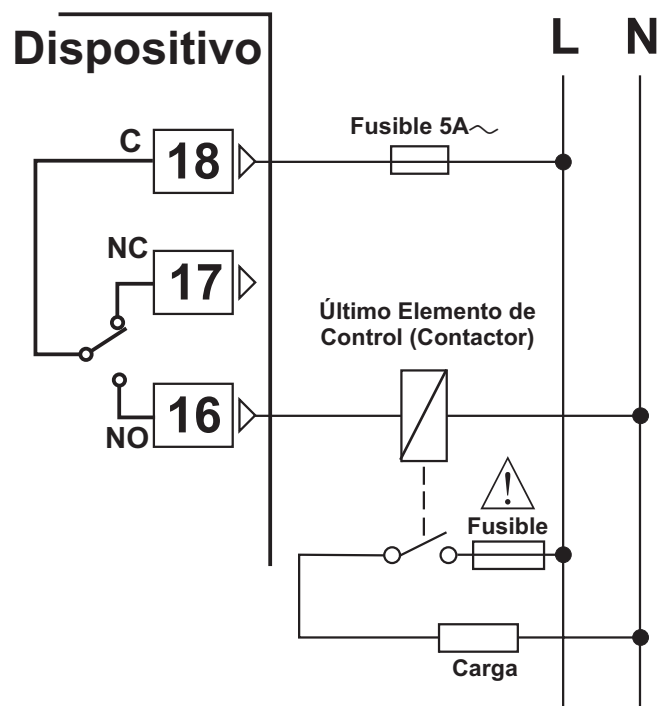 Dispositivo
L N
Fusible 5A～
C
18
NC
17
Último Elemento de
Control (Contactor)
16
NO
!
Fusible
Carga